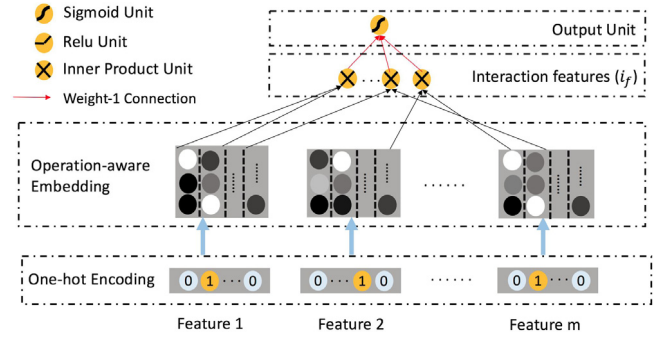 Sigmoid Unit
Relu Unit
Inner Product Unit
Weight-1 Connection
Output Unit
...
Interaction features (i_f)
Operation-aware
Embedding
...... ...... ...... ...... ......
One-hot Encoding
0 1 ... 0
0 ... 1 0
......
0 1 ... 0
Feature 1
Feature 2
Feature m